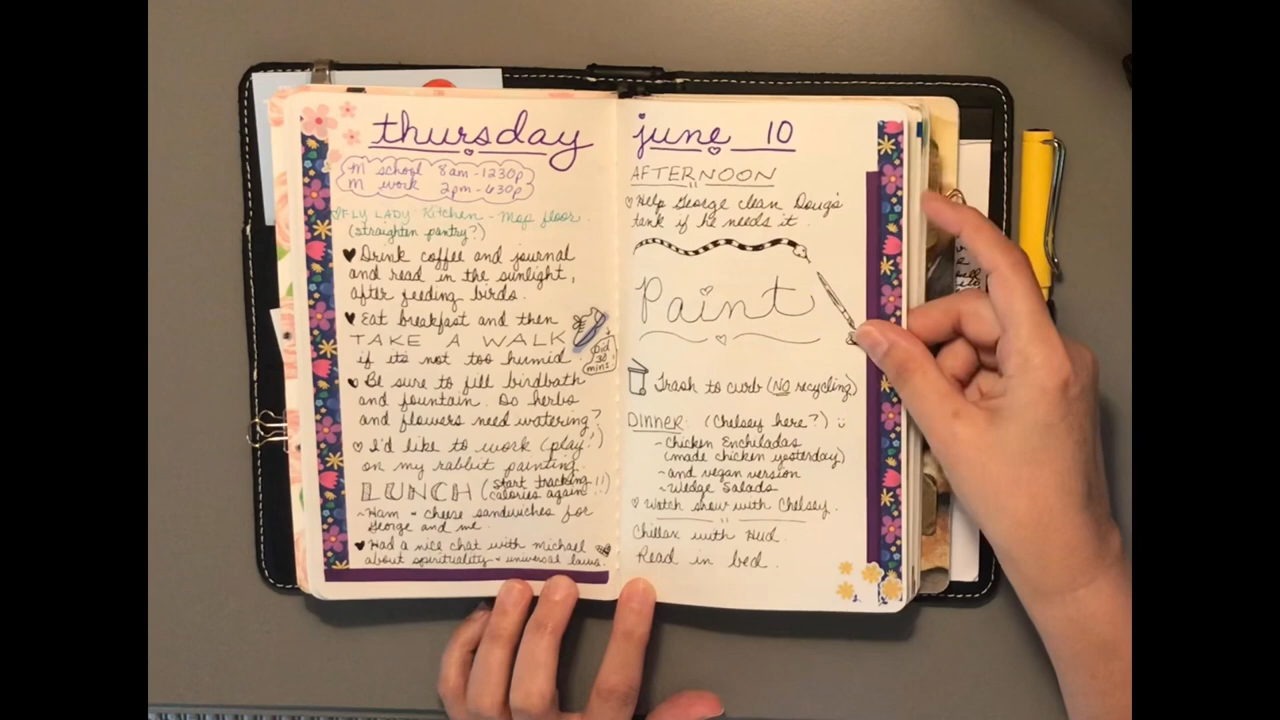 thursday
M school 8am-1230p
M work 2pm-630p
FLY LADY: Kitchen - Mop floor.
(straighten pantry?)
Drink coffee and journal
and read in the sunlight,
after feeding birds.
Eat breakfast and then
TAKE A WALK
if it's not too humid.
Did
30
mins
Be sure to fill birdbath
and fountain. Do herbs
and flowers need watering?
I'd like to work (play!)
on my rabbit painting.
LUNCH (start tracking
calories again!!)
~Ham + cheese sandwiches for
George and me.
Had a nice chat with michael
about spirituality + universal laws.
june 10
AFTERNOON
Help George clean Doug's
tank if he needs it.
Paint
Trash to curb (NO recycling)
DINNER: (Chelsey here?) :)
~chicken Enchiladas
(made chicken yesterday)
~and vegan version
~Wedge Salads
Watch show with Chelsey.
Chillax with Hud.
Read in bed.